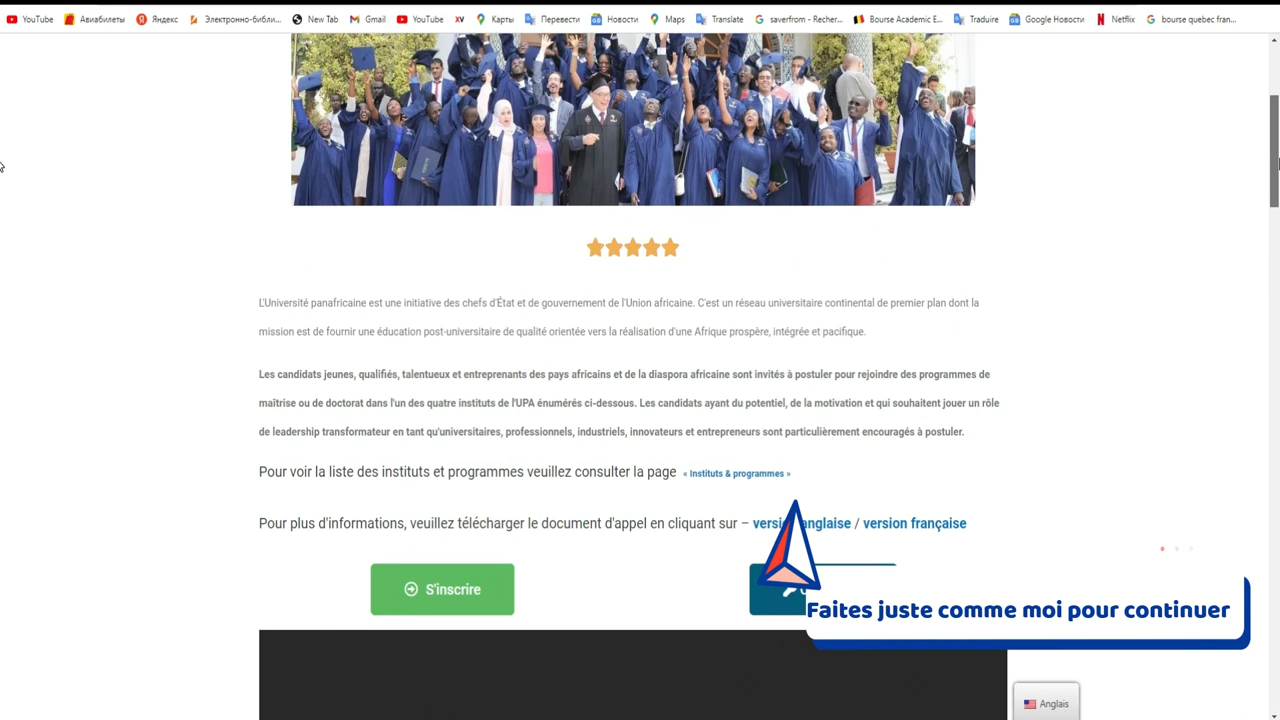 YouTube Авиабилеты Яндекс Электронно-библи... New Tab Gmail YouTube XV Карты Перевести Новости Maps Translate saverfrom - Recher... Bourse Academic E... Traduire Google Новости Netflix bourse quebec fran...
L'Université panafricaine est une initiative des chefs d'État et de gouvernement de l'Union africaine. C'est un réseau universitaire continental de premier plan dont la
mission est de fournir une éducation post-universitaire de qualité orientée vers la réalisation d'une Afrique prospère, intégrée et pacifique.
Les candidats jeunes, qualifiés, talentueux et entreprenants des pays africains et de la diaspora africaine sont invités à postuler pour rejoindre des programmes de
maîtrise ou de doctorat dans l'un des quatre instituts de l'UPA énumérés ci-dessous. Les candidats ayant du potentiel, de la motivation et qui souhaitent jouer un rôle
de leadership transformateur en tant qu'universitaires, professionnels, industriels, innovateurs et entrepreneurs sont particulièrement encouragés à postuler.
Pour voir la liste des instituts et programmes veuillez consulter la page « Instituts & programmes »
Pour plus d'informations, veuillez télécharger le document d'appel en cliquant sur – version anglaise / version française
S'inscrire
Faites juste comme moi pour continuer
Anglais